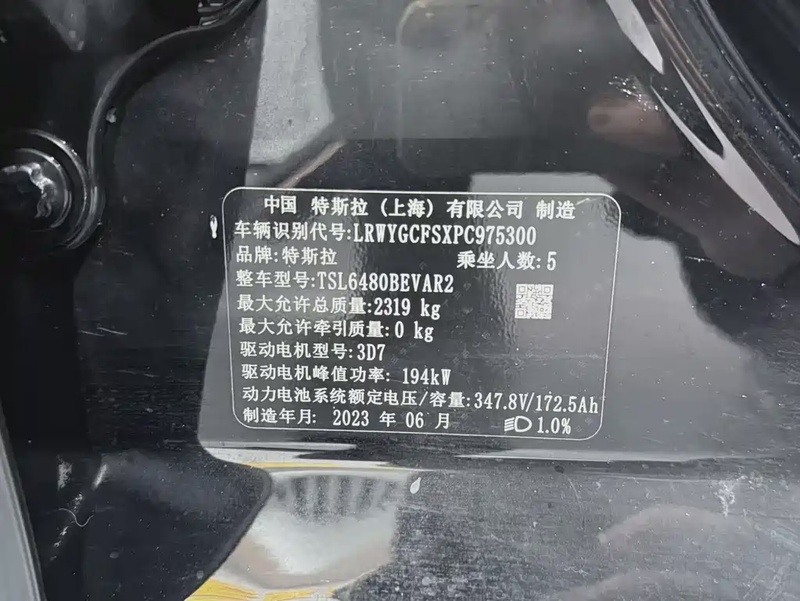 中国 特斯拉（上海）有限公司 制造
车辆识别代号:LRWYGCFSXPC975300
品牌:特斯拉 乘坐人数:5
整车型号:TSL6480BEVAR2
最大允许总质量:2319 kg
最大允许牵引质量:0 kg
驱动电机型号:3D7
驱动电机峰值功率: 194kW
动力电池系统额定电压/容量:347.8V/172.5Ah
制造年月: 2023 年 06 月 1.0%